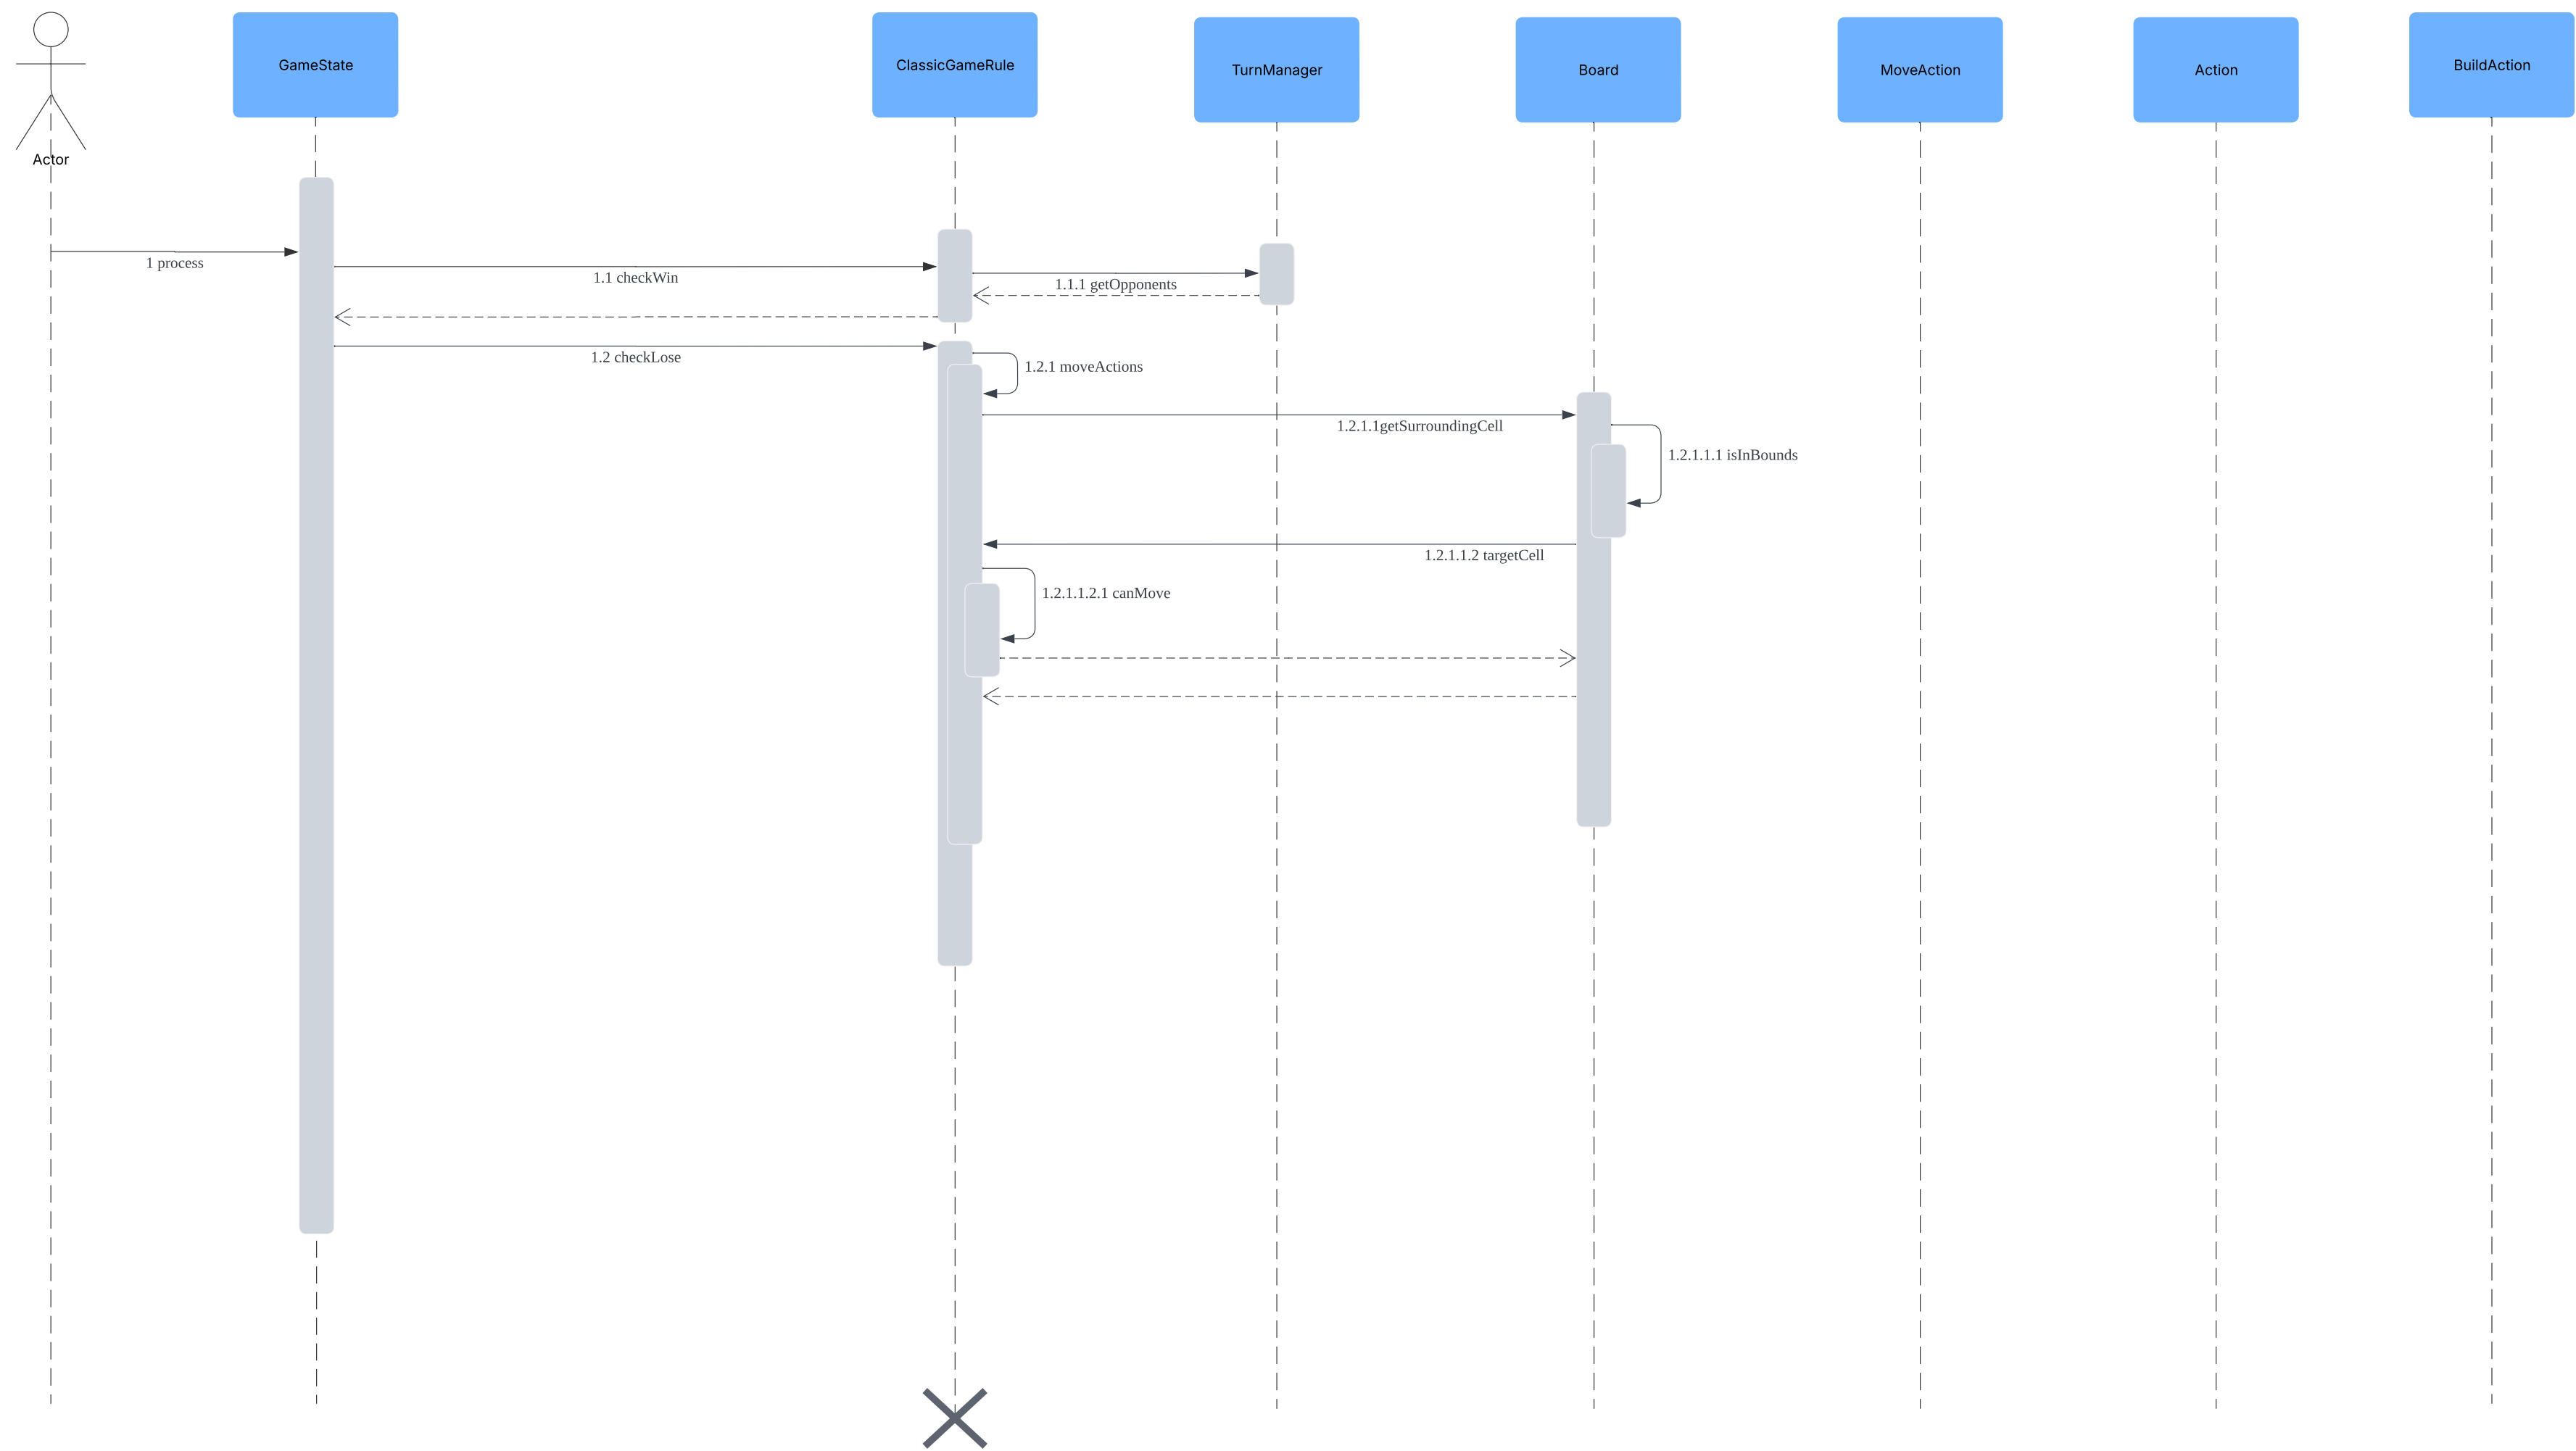 GameState
ClassicGameRule
TurnManager
Board
MoveAction
Action
BuildAction
Actor
1 process
1.1 checkWin
1.1.1 getOpponents
1.2 checkLose
1.2.1 moveActions
1.2.1.1getSurroundingCell
1.2.1.1.1 isInBounds
1.2.1.1.2 targetCell
1.2.1.1.2.1 canMove